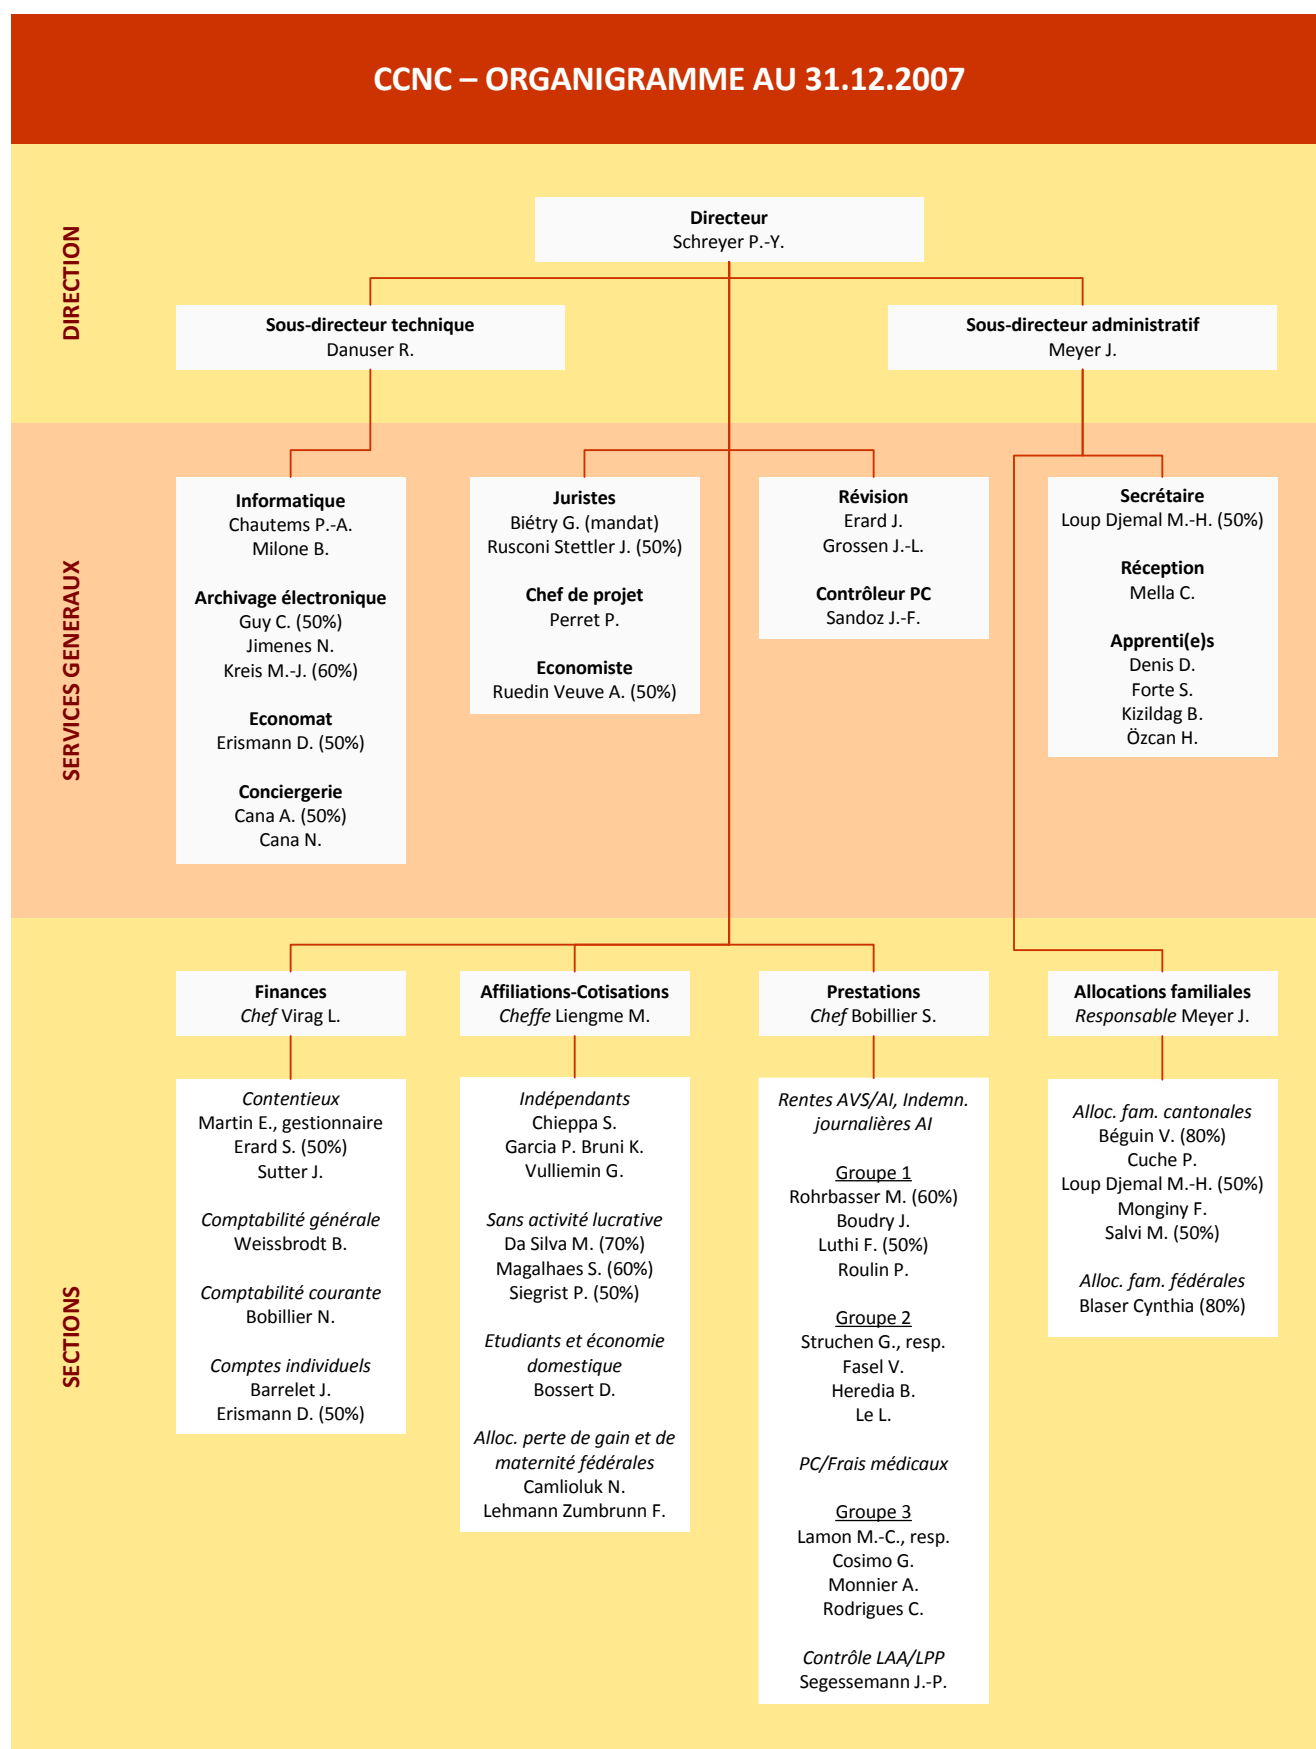 CCNC – ORGANIGRAMME AU 31.12.2007
DIRECTION
Directeur
Schreyer P.-Y.
Sous-directeur technique
Danuser R.
Sous-directeur administratif
Meyer J.
SERVICES GENERAUX
Informatique
Chautems P.-A.
Milone B.
Archivage électronique
Guy C. (50%)
Jimenes N.
Kreis M.-J. (60%)
Economat
Erismann D. (50%)
Conciergerie
Cana A. (50%)
Cana N.
Juristes
Biétry G. (mandat)
Rusconi Stettler J. (50%)
Chef de projet
Perret P.
Economiste
Ruedin Veuve A. (50%)
Révision
Erard J.
Grossen J.-L.
Contrôleur PC
Sandoz J.-F.
Secrétaire
Loup Djemal M.-H. (50%)
Réception
Mella C.
Apprenti(e)s
Denis D.
Forte S.
Kizildag B.
Özcan H.
SECTIONS
Finances
Chef Virag L.
Contentieux
Martin E., gestionnaire
Erard S. (50%)
Sutter J.
Comptabilité générale
Weissbrodt B.
Comptabilité courante
Bobillier N.
Comptes individuels
Barrelet J.
Erismann D. (50%)
Affiliations-Cotisations
Cheffe Liengme M.
Indépendants
Chieppa S.
Garcia P. Bruni K.
Vulliemin G.
Sans activité lucrative
Da Silva M. (70%)
Magalhaes S. (60%)
Siegrist P. (50%)
Etudiants et économie
domestique
Bossert D.
Alloc. perte de gain et de
maternité fédérales
Camlioluk N.
Lehmann Zumbrunn F.
Prestations
Chef Bobillier S.
Rentes AVS/AI, Indemn.
journalières AI
Groupe 1
Rohrbasser M. (60%)
Boudry J.
Luthi F. (50%)
Roulin P.
Groupe 2
Struchen G., resp.
Fasel V.
Heredia B.
Le L.
PC/Frais médicaux
Groupe 3
Lamon M.-C., resp.
Cosimo G.
Monnier A.
Rodrigues C.
Contrôle LAA/LPP
Segessemann J.-P.
Allocations familiales
Responsable Meyer J.
Alloc. fam. cantonales
Béguin V. (80%)
Cuche P.
Loup Djemal M.-H. (50%)
Monginy F.
Salvi M. (50%)
Alloc. fam. fédérales
Blaser Cynthia (80%)